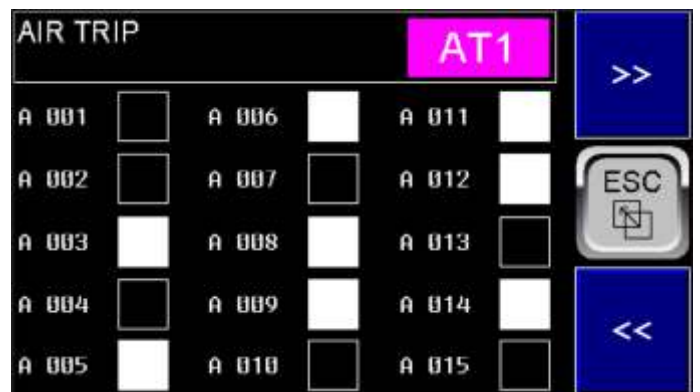 AIR TRIP AT1 >>
A 001 A 006 A 011
A 002 A 007 A 012
ESC
A 003 A 008 A 013
A 004 A 009 A 014
<<
A 005 A 010 A 015